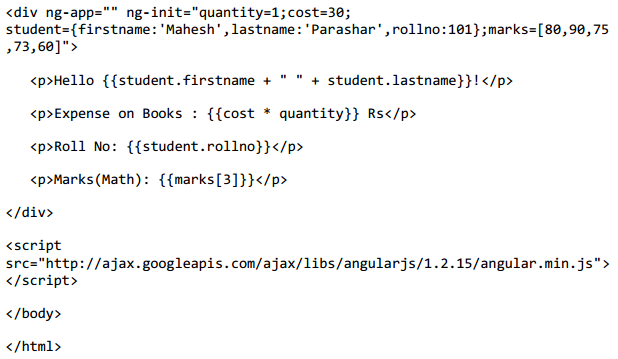 <div ng-app="" ng-init="quantity=1;cost=30;
student={firstname:'Mahesh',lastname:'Parashar',rollno:101};marks=[80,90,75
,73,60]">
<p>Hello {{student.firstname + " " + student.lastname}}!</p>
<p>Expense on Books : {{cost * quantity}} Rs</p>
<p>Roll No: {{student.rollno}}</p>
<p>Marks(Math): {{marks[3]}}</p>
</div>
<script
src="http://ajax.googleapis.com/ajax/libs/angularjs/1.2.15/angular.min.js">
</script>
</body>
</html>